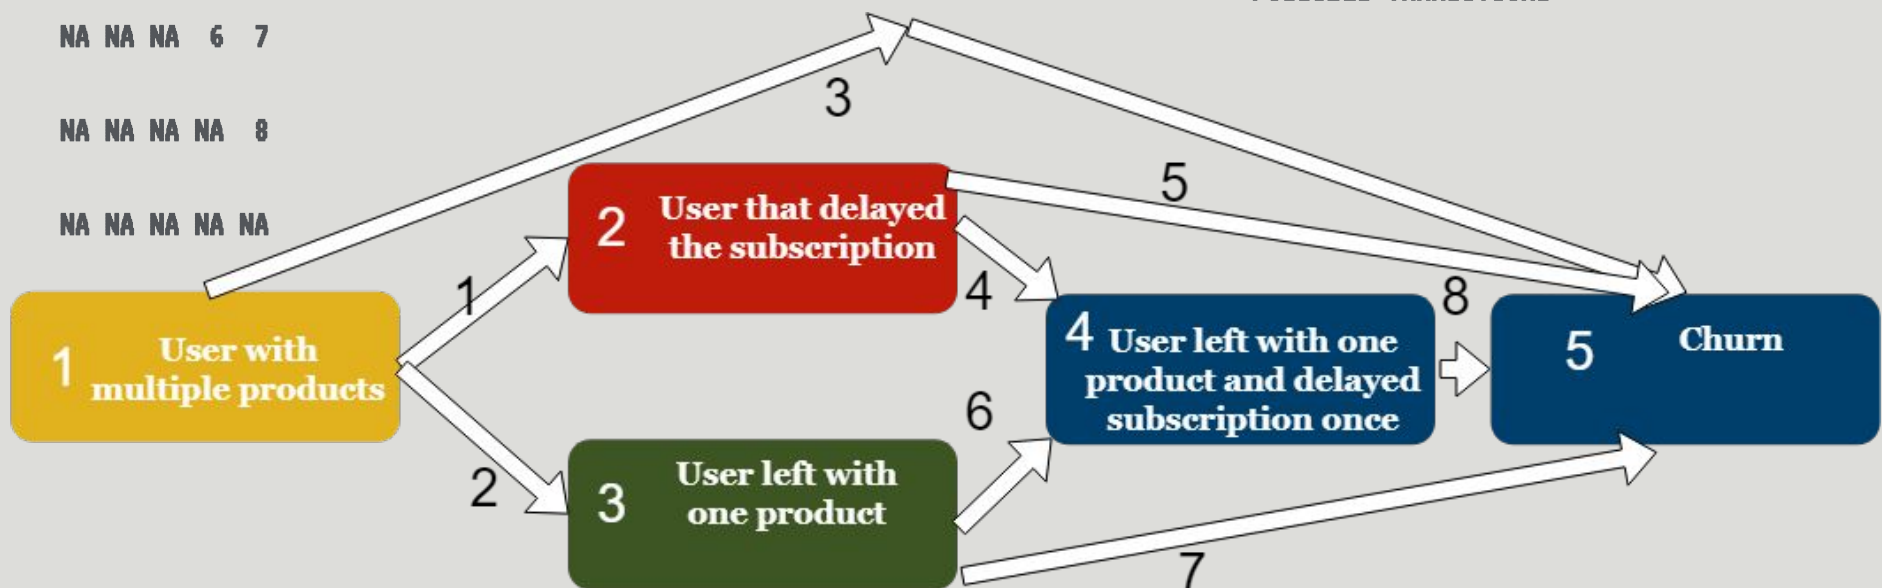 NA NA NA 6 7
NA NA NA NA 8
NA NA NA NA NA
3
5
2 User that delayed
the subscription
1
4
8
1 User with
multiple products
4 User left with one
product and delayed
subscription once
5 Churn
6
2
3 User left with
one product
7